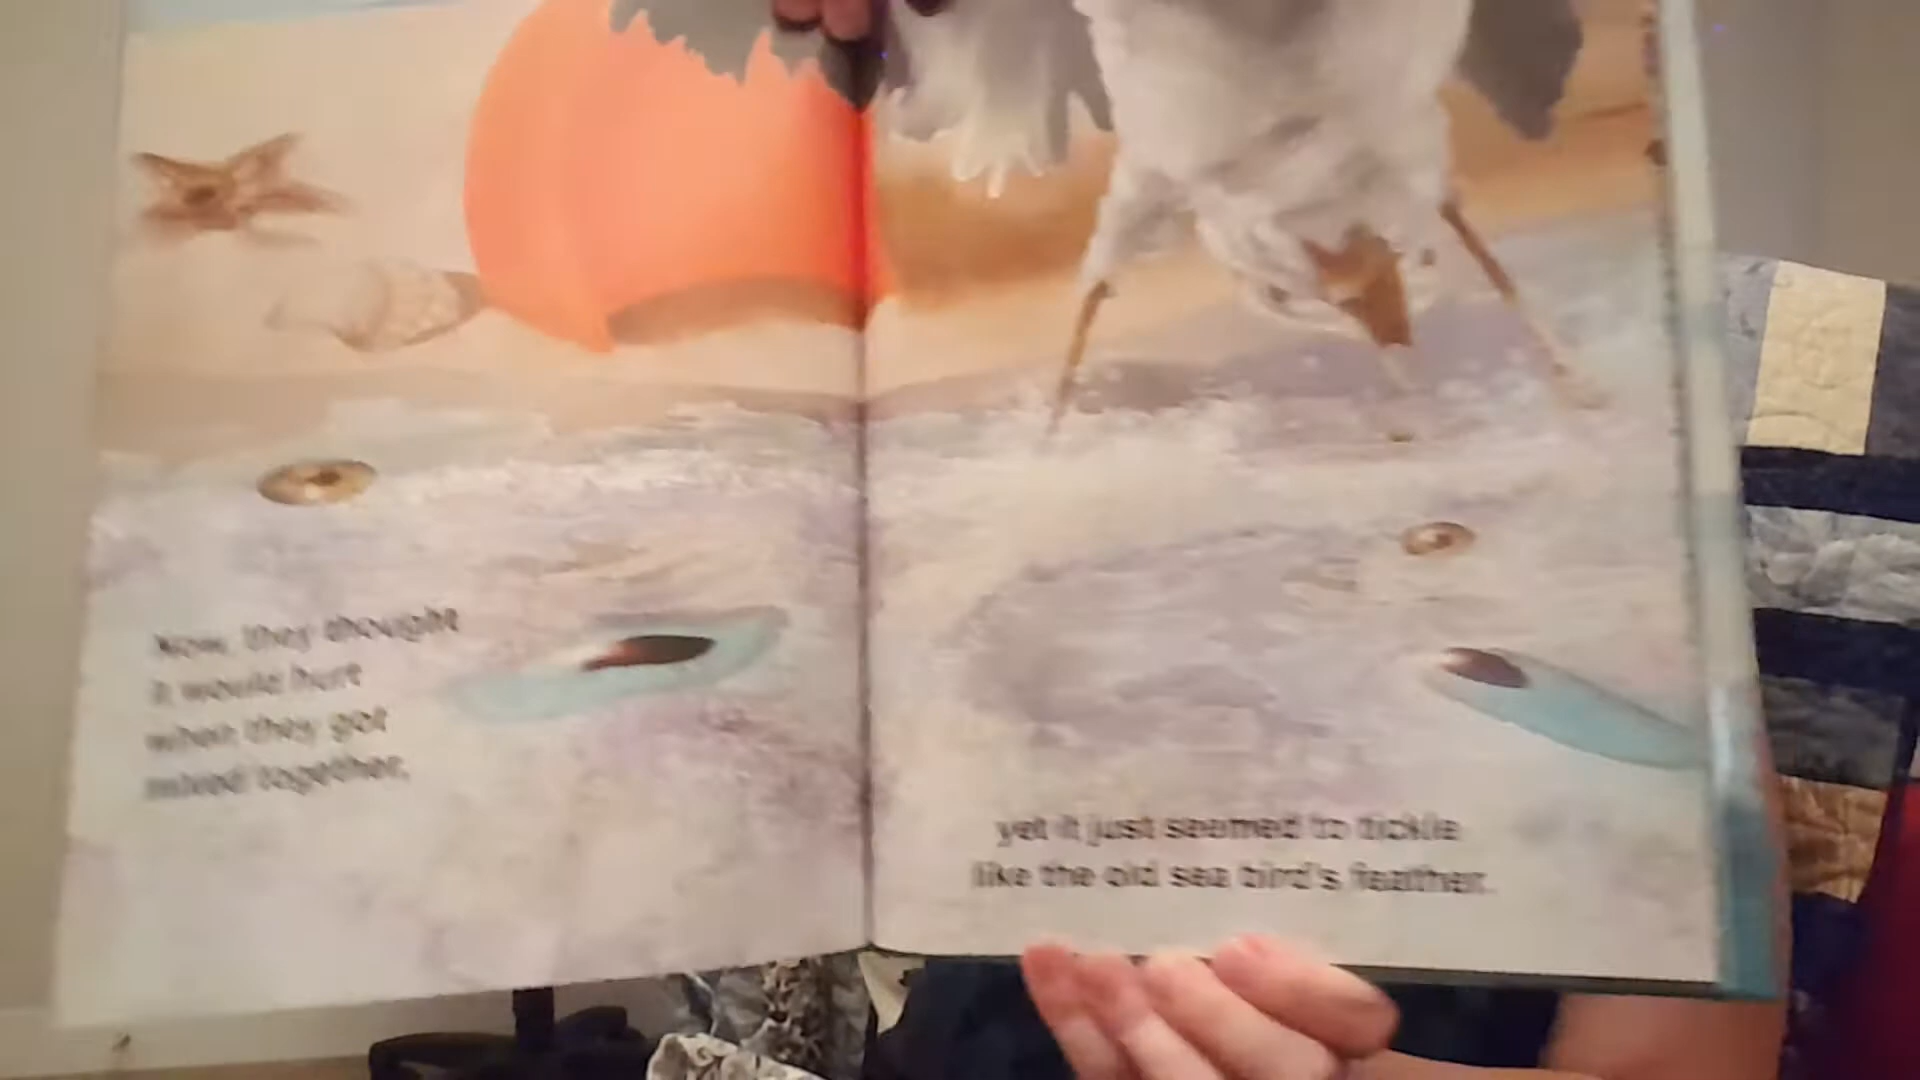 Now, they thought
it would hurt
when they got
mixed together,
yet it just seemed to tickle
like the old sea bird's feather.